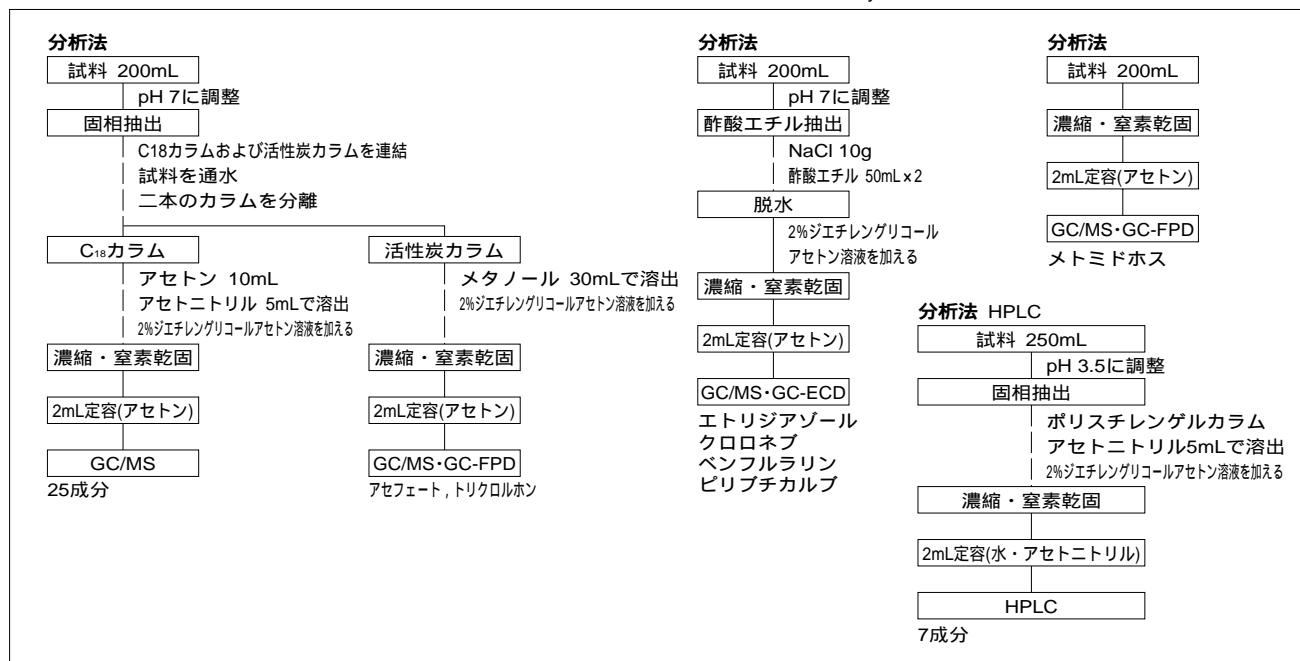 分析法
試料 200mL
pH 7に調整
固相抽出
C18カラムおよび活性炭カラムを連結
試料を通水
二本のカラムを分離
C18カラム
アセトン 10mL
アセトニトリル 5mLで溶出
2%ジエチレングリコールアセトン溶液を加える
濃縮・窒素乾固
2mL定容(アセトン)
GC/MS
25成分
活性炭カラム
メタノール 30mLで溶出
2%ジエチレングリコールアセトン溶液を加える
濃縮・窒素乾固
2mL定容(アセトン)
GC/MS･GC-FPD
アセフェート , トリクロルホン
分析法
試料 200mL
pH 7に調整
酢酸エチル抽出
NaCl 10g
酢酸エチル 50mL×2
脱水
2%ジエチレングリコール
アセトン溶液を加える
濃縮・窒素乾固
2mL定容(アセトン)
GC/MS･GC-ECD
エトリジアゾール
クロロネブ
ベンフルラリン
ピリブチカルブ
分析法
試料 200mL
濃縮・窒素乾固
2mL定容(アセトン)
GC/MS･GC-FPD
メトミドホス
分析法 HPLC
試料 250mL
pH 3.5に調整
固相抽出
ポリスチレンゲルカラム
アセトニトリル5mLで溶出
2%ジエチレングリコールアセトン溶液を加える
濃縮・窒素乾固
2mL定容(水・アセトニトリル)
HPLC
7成分